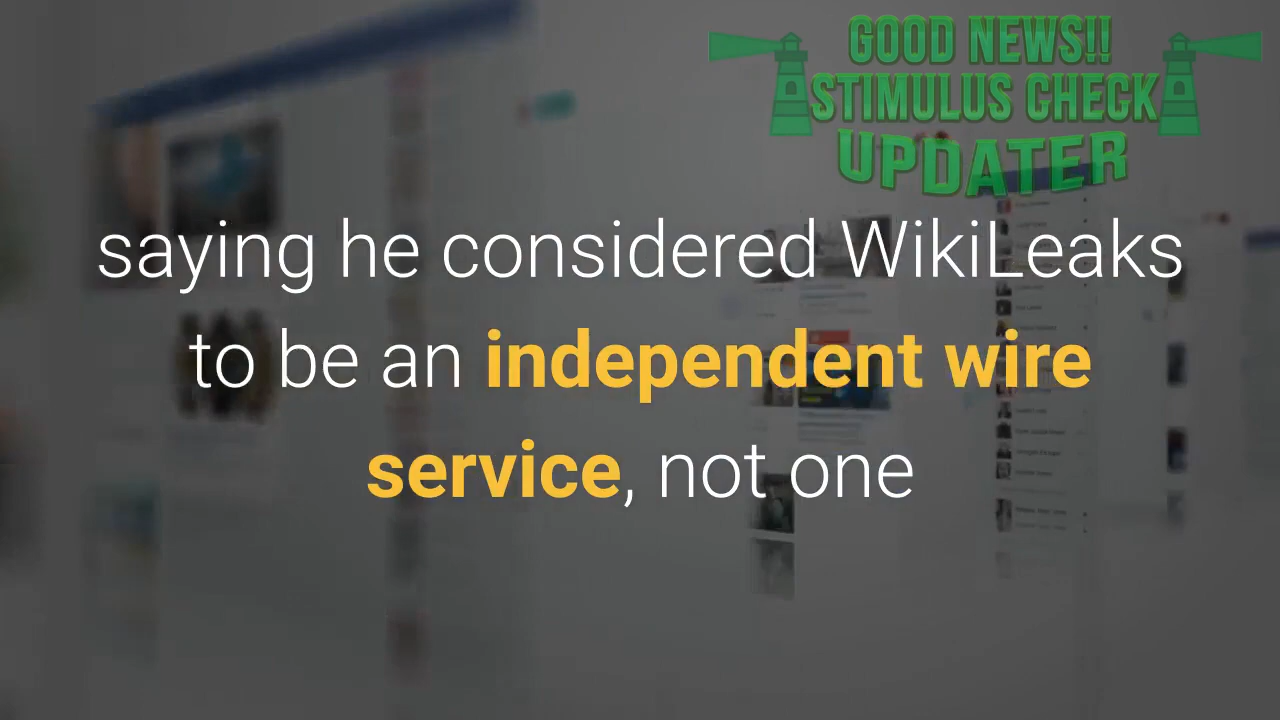 GOOD NEWS!!
STIMULUS CHECK
UPDATER
saying he considered WikiLeaks
to be an independent wire
service, not one